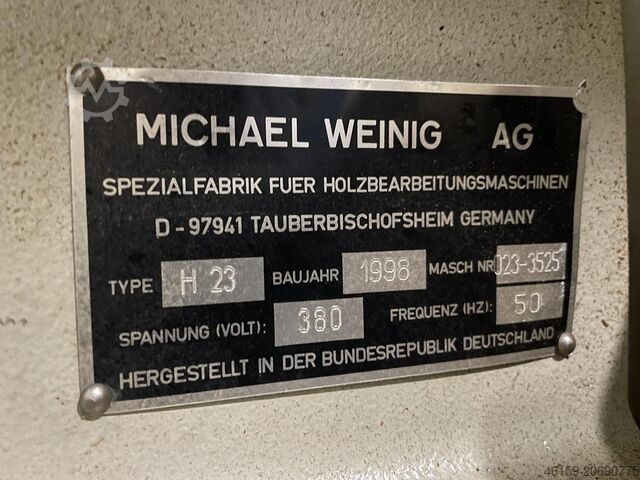 MICHAEL WEINIG AG
SPEZIALFABRIK FUER HOLZBEARBEITUNGSMASCHINEN
D-97941 TAUBERBISCHOFSHEIM GERMANY
TYPE H 23 BAUJAHR 1998 MASCH NR 023-3525
SPANNUNG (VOLT): 380 FREQUENZ (HZ): 50
HERGESTELLT IN DER BUNDESREPUBLIK DEUTSCHLAND
46159-20690775